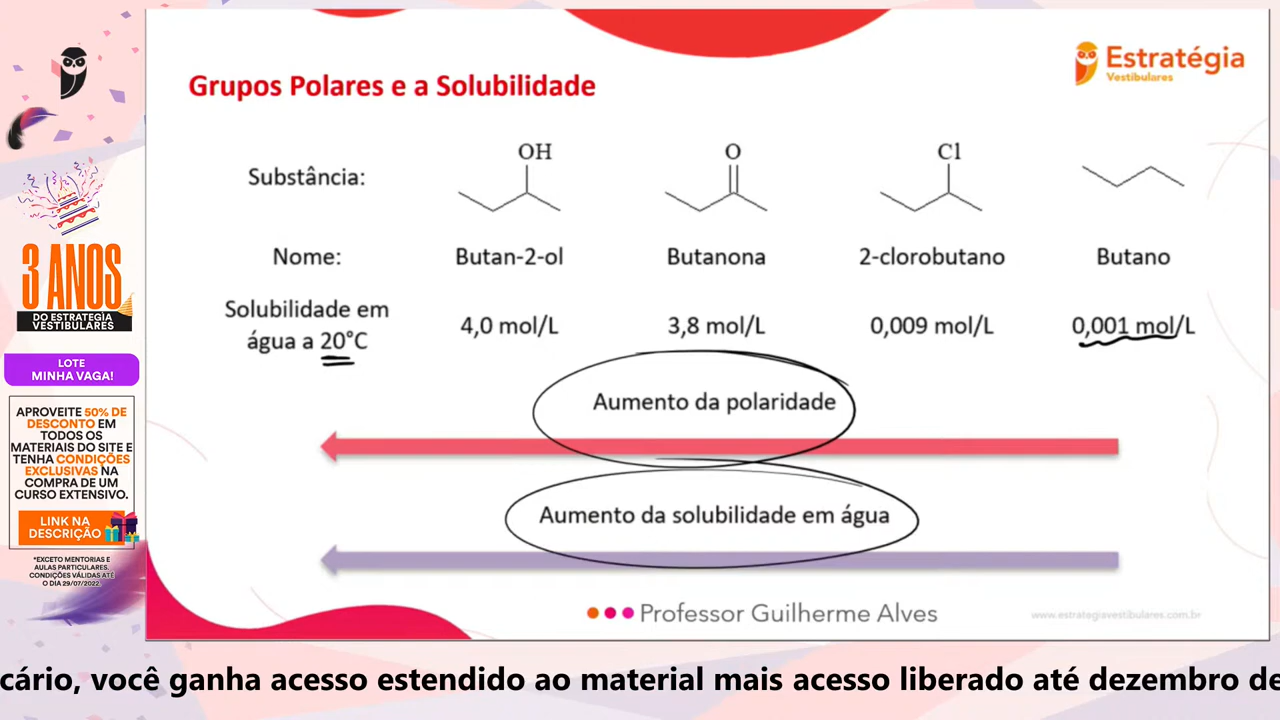 Estratégia
Vestibulares
Grupos Polares e a Solubilidade
Substância:
OH
O
Cl
Nome:
Butan-2-ol
Butanona
2-clorobutano
Butano
Solubilidade em
água a 20°C
4,0 mol/L
3,8 mol/L
0,009 mol/L
0,001 mol/L
Aumento da polaridade
Aumento da solubilidade em água
Professor Guilherme Alves
www.estrategiavestibulares.com.br
3 ANOS
DO ESTRATEGIA
VESTIBULARES
LOTE
MINHA VAGA!
APROVEITE 50% DE
DESCONTO EM
TODOS OS
MATERIAIS DO SITE E
TENHA CONDIÇÕES
EXCLUSIVAS NA
COMPRA DE UM
CURSO EXTENSIVO.
LINK NA
DESCRIÇÃO
*EXCETO MENTORIAS E
AULAS PARTICULARES.
CONDIÇÕES VÁLIDAS ATÉ
O DIA 29/07/2022.
cário, você ganha acesso estendido ao material mais acesso liberado até dezembro de